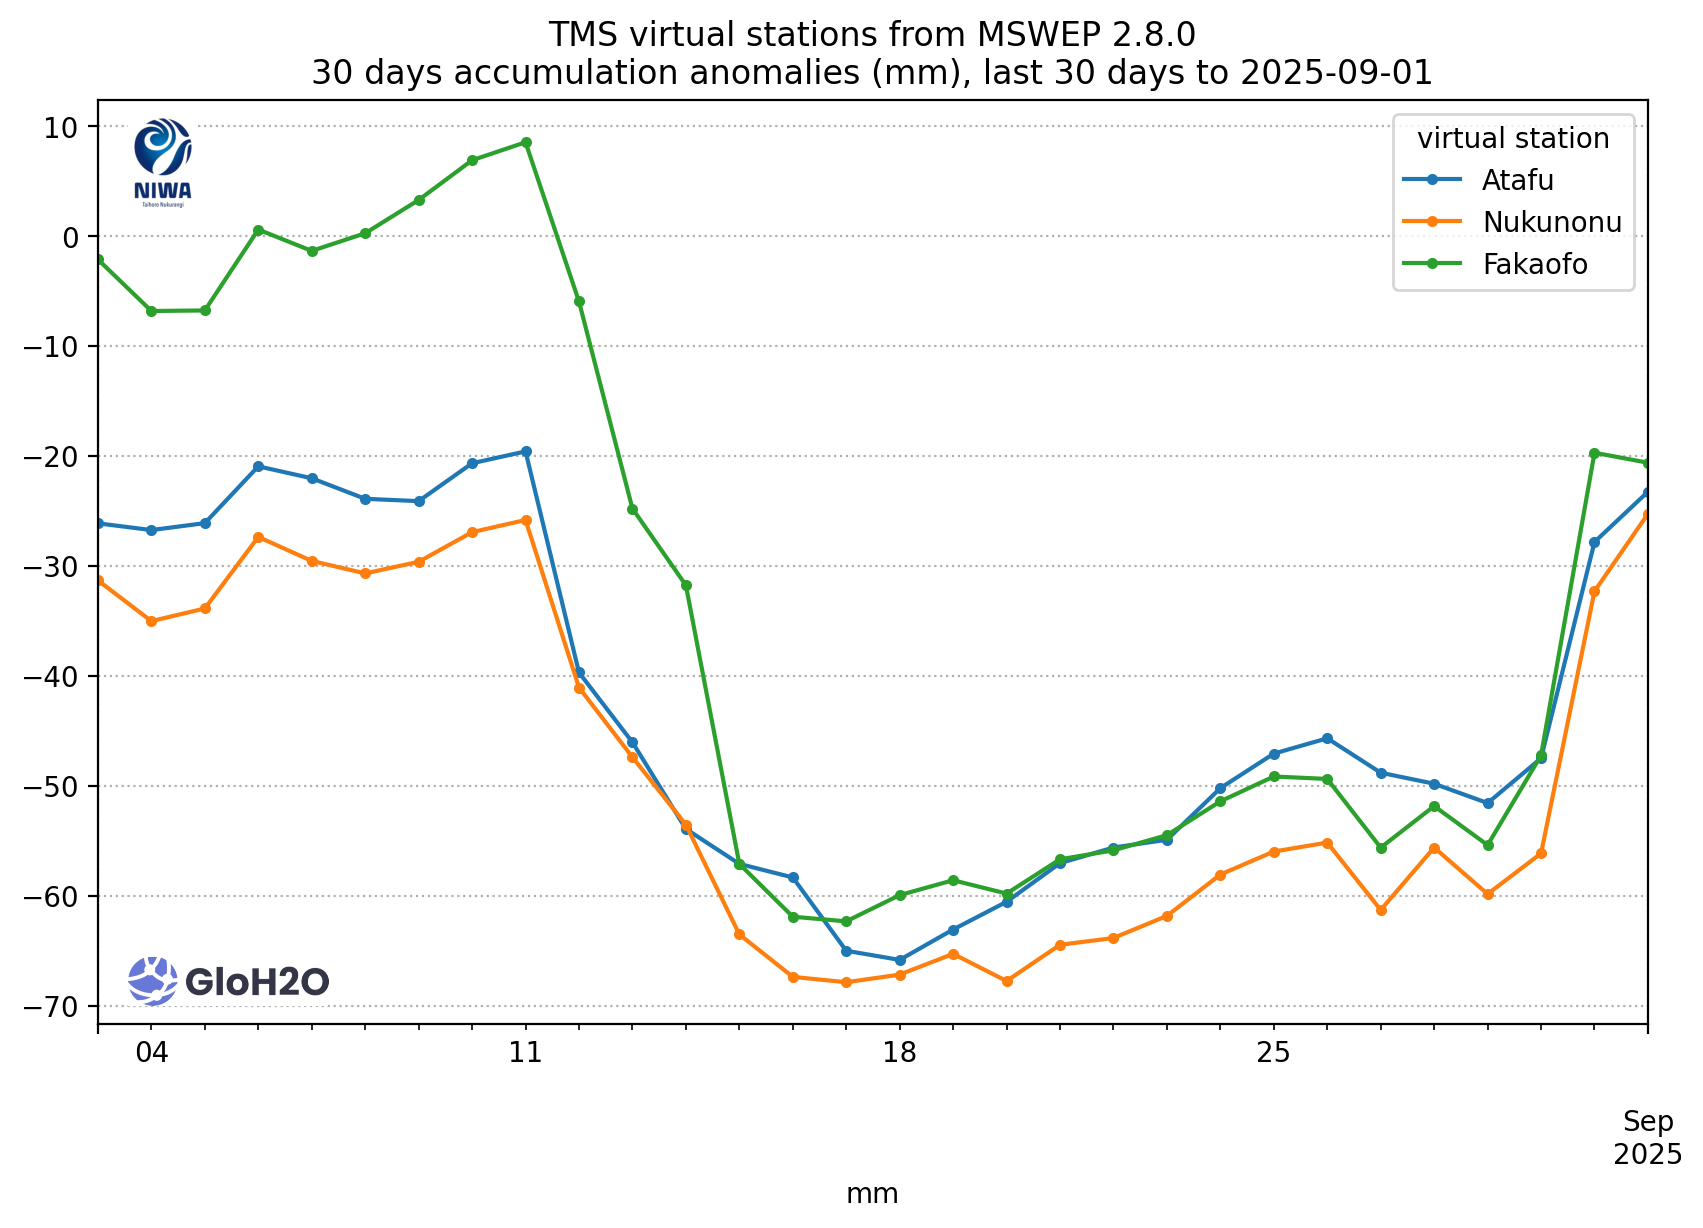 TMS virtual stations from MSWEP 2.8.0
30 days accumulation anomalies (mm), last 30 days to 2025-09-01
10
0
−10
−20
−30
−40
−50
−60
−70
NIWA
Taihoro Nukurangi
virtual station
Atafu
Nukunonu
Fakaofo
GloH2O
04 11 18 25
Sep
2025
mm